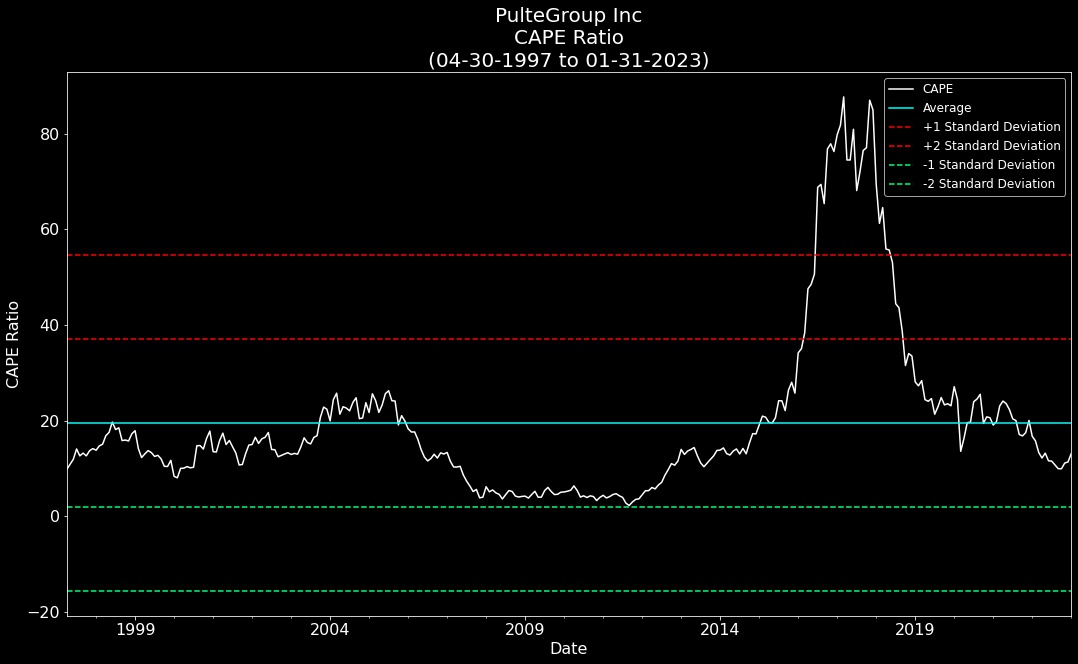 PulteGroup Inc
CAPE Ratio
(04-30-1997 to 01-31-2023)
CAPE
Average
+1 Standard Deviation
+2 Standard Deviation
-1 Standard Deviation
-2 Standard Deviation
CAPE Ratio
80
60
40
20
0
−20
1999
2004
2009
2014
2019
Date